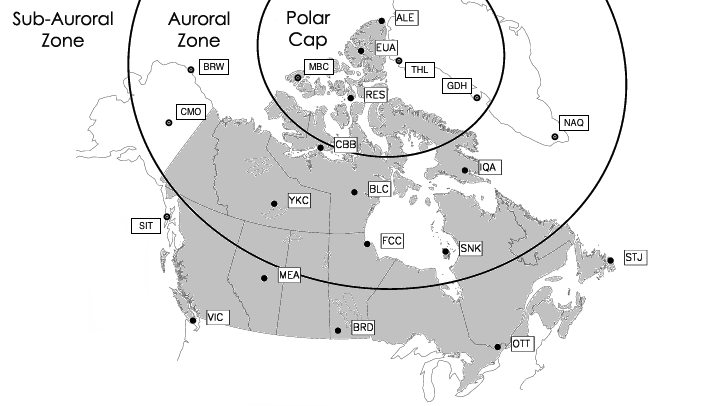 Sub-Auroral
Zone
Auroral
Zone
Polar
Cap
ALE
EUA
BRW
MBC
THL
RES
GDH
CMO
NAQ
CBB
IQA
BLC
YKC
SIT
FCC
SNK
STJ
MEA
VIC
BRD
OTT